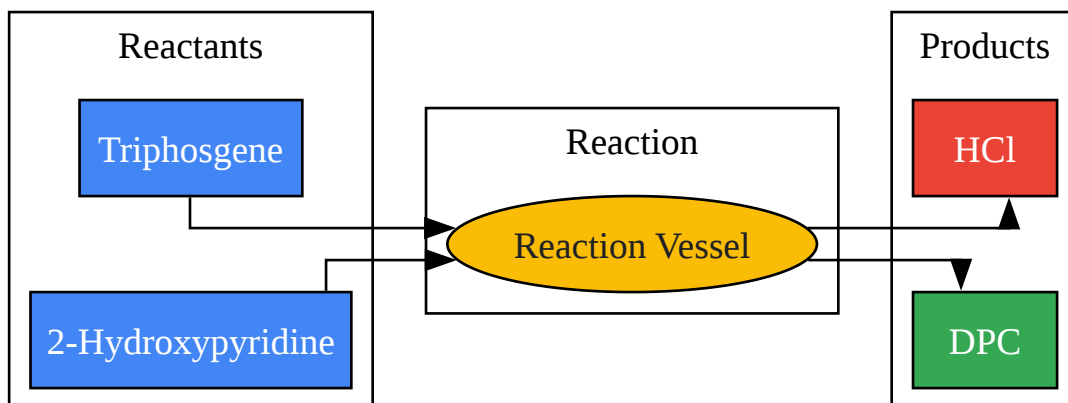 Reactants
Triphosgene
2-Hydroxypyridine
Reaction
Reaction Vessel
Products
HCl
DPC